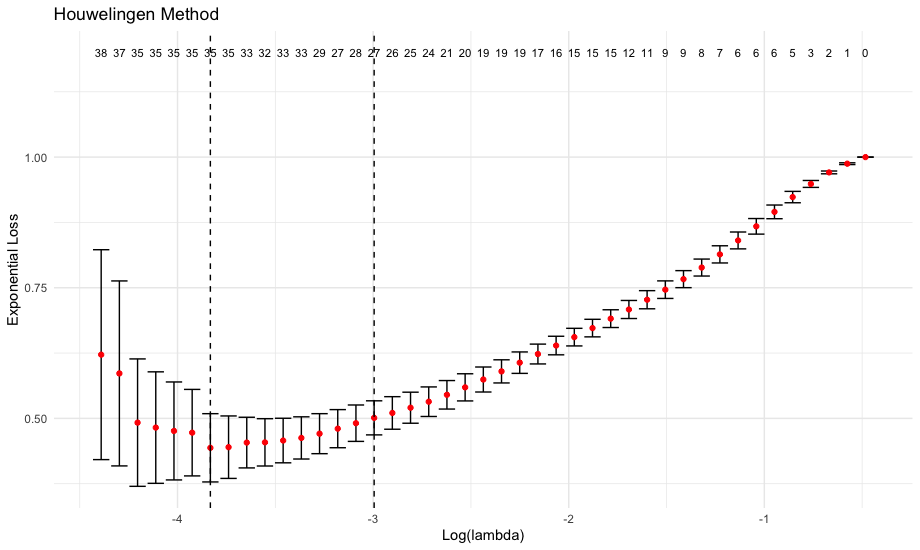 Houwelingen Method
38 37 35 35 35 35 35 35 33 32 33 33 29 27 28 27 26 25 24 21 20 19 19 19 17 16 15 15 15 12 11 9 9 8 7 6 6 6 5 3 2 1 0
1.00
0.75
0.50
Exponential Loss
-4 -3 -2 -1
Log(lambda)